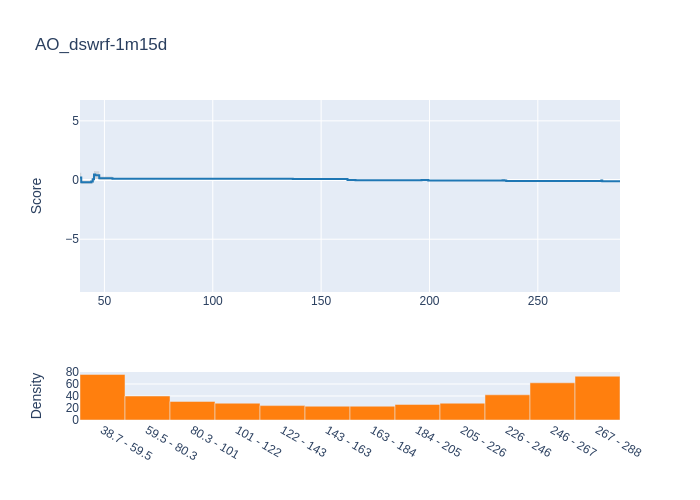 AO_dswrf-1m15d
5
0
−5
Score
50
100
150
200
250
80
60
40
20
0
Density
38.7 - 59.5
59.5 - 80.3
80.3 - 101
101 - 122
122 - 143
143 - 163
163 - 184
184 - 205
205 - 226
226 - 246
246 - 267
267 - 288